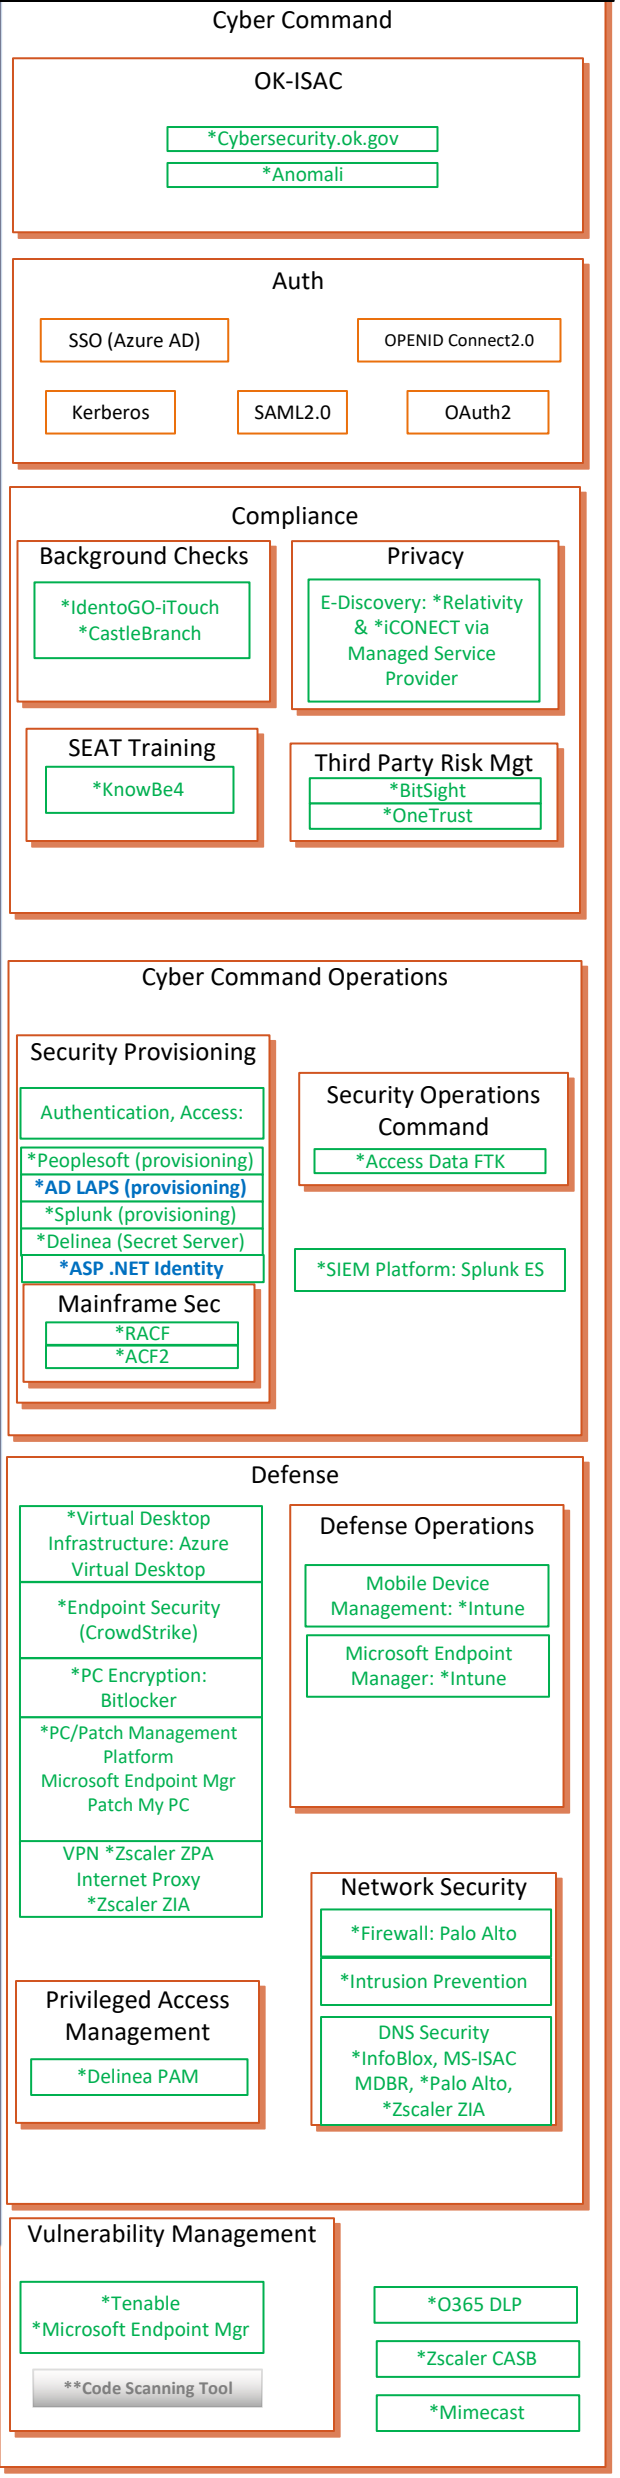 Cyber Command
OK-ISAC
*Cybersecurity.ok.gov
*Anomali
Auth
SSO (Azure AD)
OPENID Connect2.0
Kerberos
SAML2.0
OAuth2
Compliance
Background Checks
*IdentoGO-iTouch
*CastleBranch
Privacy
E-Discovery: *Relativity
& *iCONECT via
Managed Service
Provider
SEAT Training
*KnowBe4
Third Party Risk Mgt
*BitSight
*OneTrust
Cyber Command Operations
Security Provisioning
Authentication, Access:
*Peoplesoft (provisioning)
*AD LAPS (provisioning)
*Splunk (provisioning)
*Delinea (Secret Server)
*ASP .NET Identity
Mainframe Sec
*RACF
*ACF2
Security Operations
Command
*Access Data FTK
*SIEM Platform: Splunk ES
Defense
*Virtual Desktop
Infrastructure: Azure
Virtual Desktop
*Endpoint Security
(CrowdStrike)
*PC Encryption:
Bitlocker
*PC/Patch Management
Platform
Microsoft Endpoint Mgr
Patch My PC
VPN *Zscaler ZPA
Internet Proxy
*Zscaler ZIA
Defense Operations
Mobile Device
Management: *Intune
Microsoft Endpoint
Manager: *Intune
Network Security
*Firewall: Palo Alto
*Intrusion Prevention
DNS Security
*InfoBlox, MS-ISAC
MDBR, *Palo Alto,
*Zscaler ZIA
Privileged Access
Management
*Delinea PAM
Vulnerability Management
*Tenable
*Microsoft Endpoint Mgr
**Code Scanning Tool
*O365 DLP
*Zscaler CASB
*Mimecast